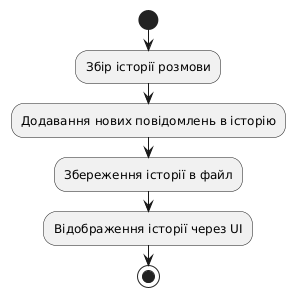 Збір історії розмови
Додавання нових повідомлень в історію
Збереження історії в файл
Відображення історії через UI